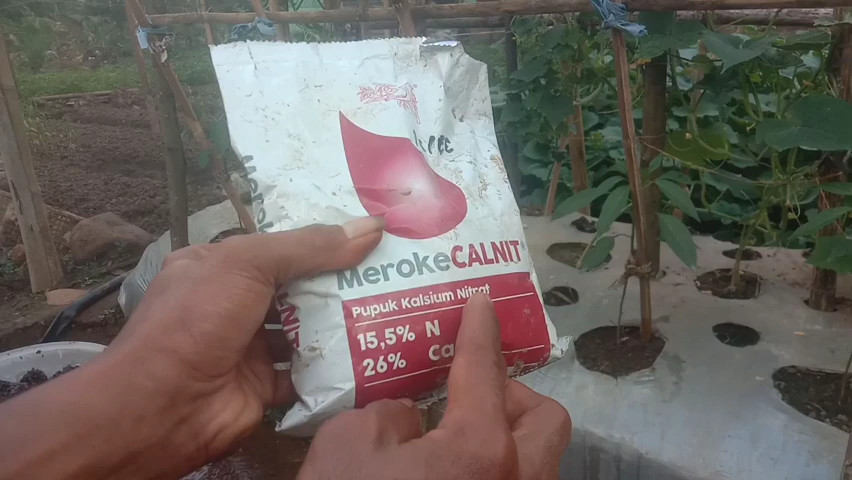 MerokeCALNIT
Pupuk Kalsium Nitrat
15,5% N
26% Ca